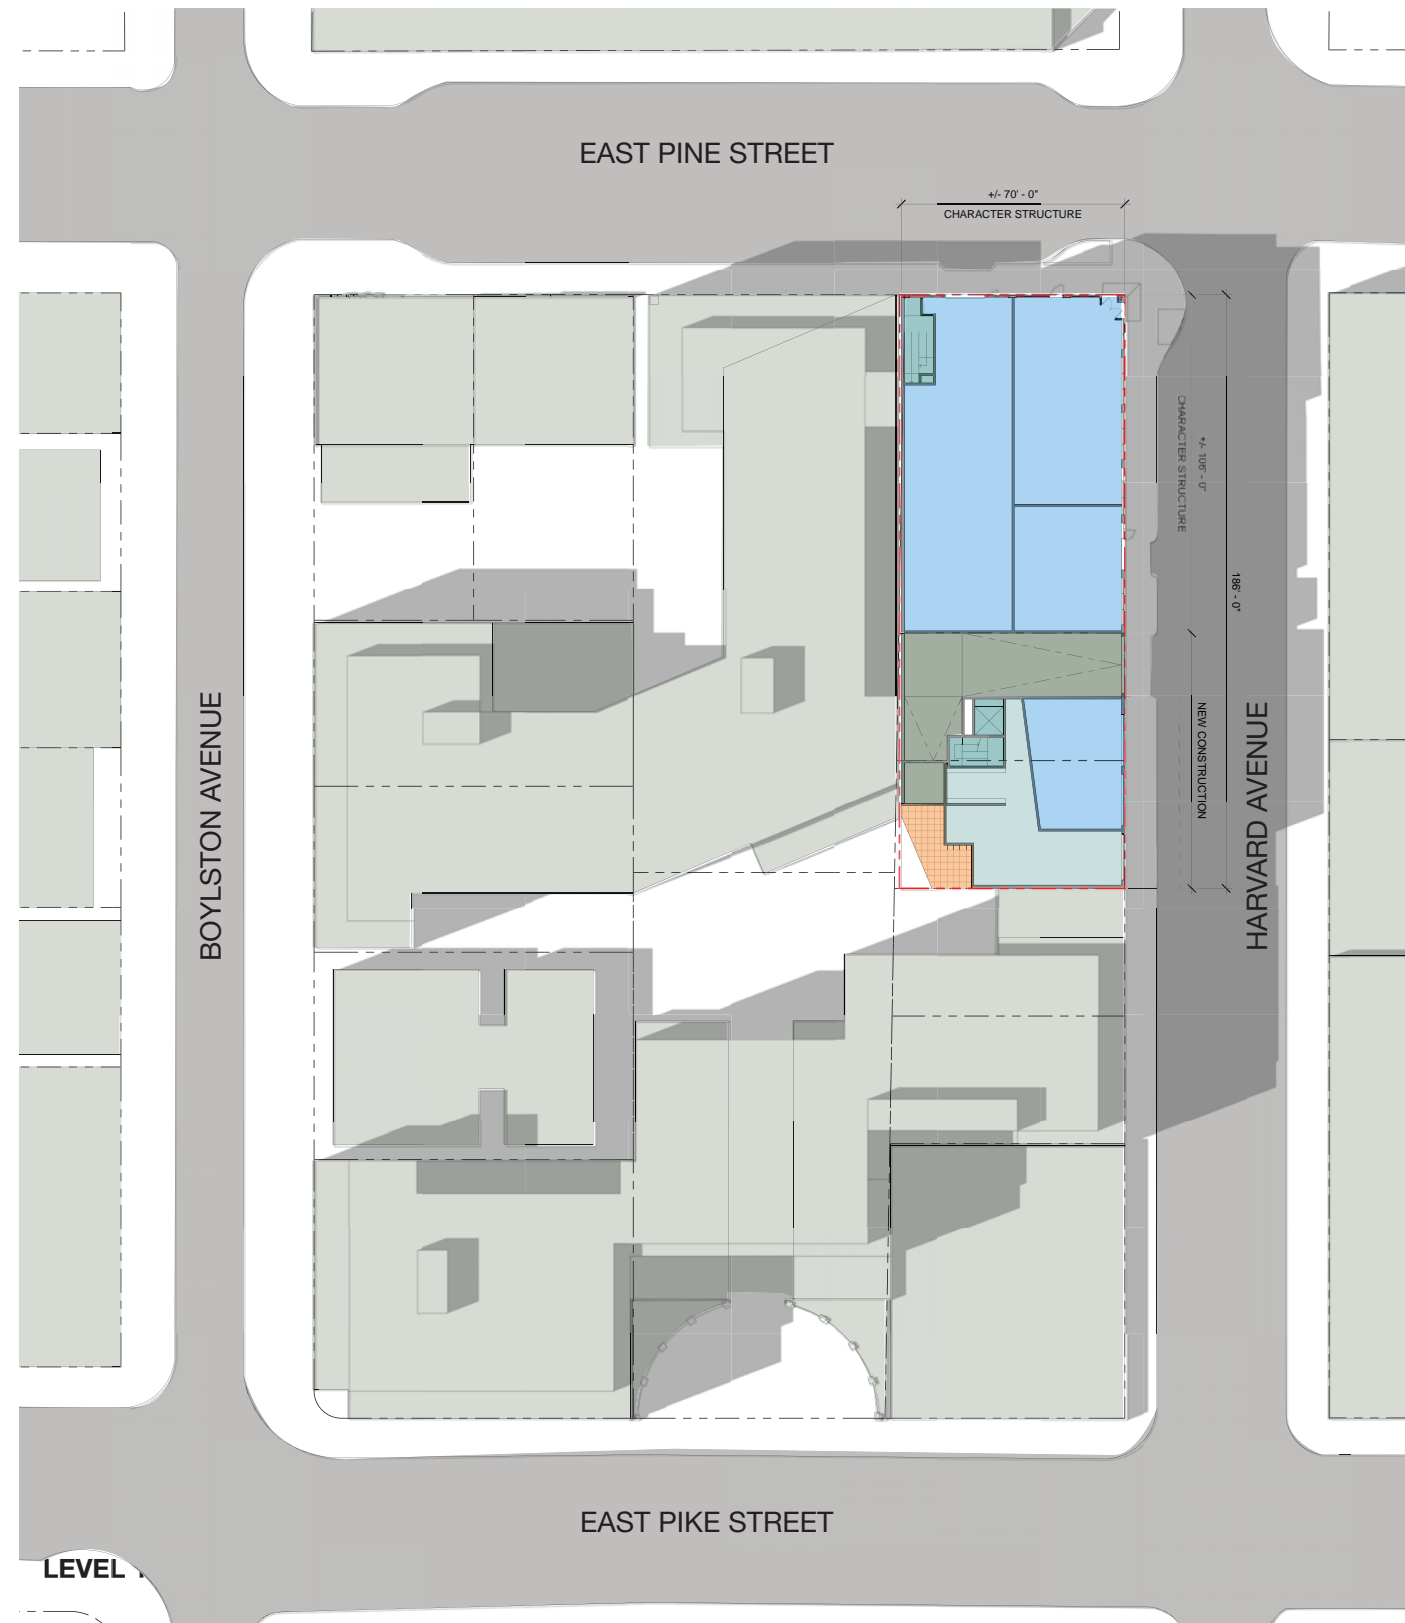 EAST PINE STREET
+/- 70' - 0"
CHARACTER STRUCTURE
CHARACTER STRUCTURE
+/- 106' - 0"
186' - 0"
NEW CONSTRUCTION
BOYLSTON AVENUE
HARVARD AVENUE
EAST PIKE STREET
LEVEL